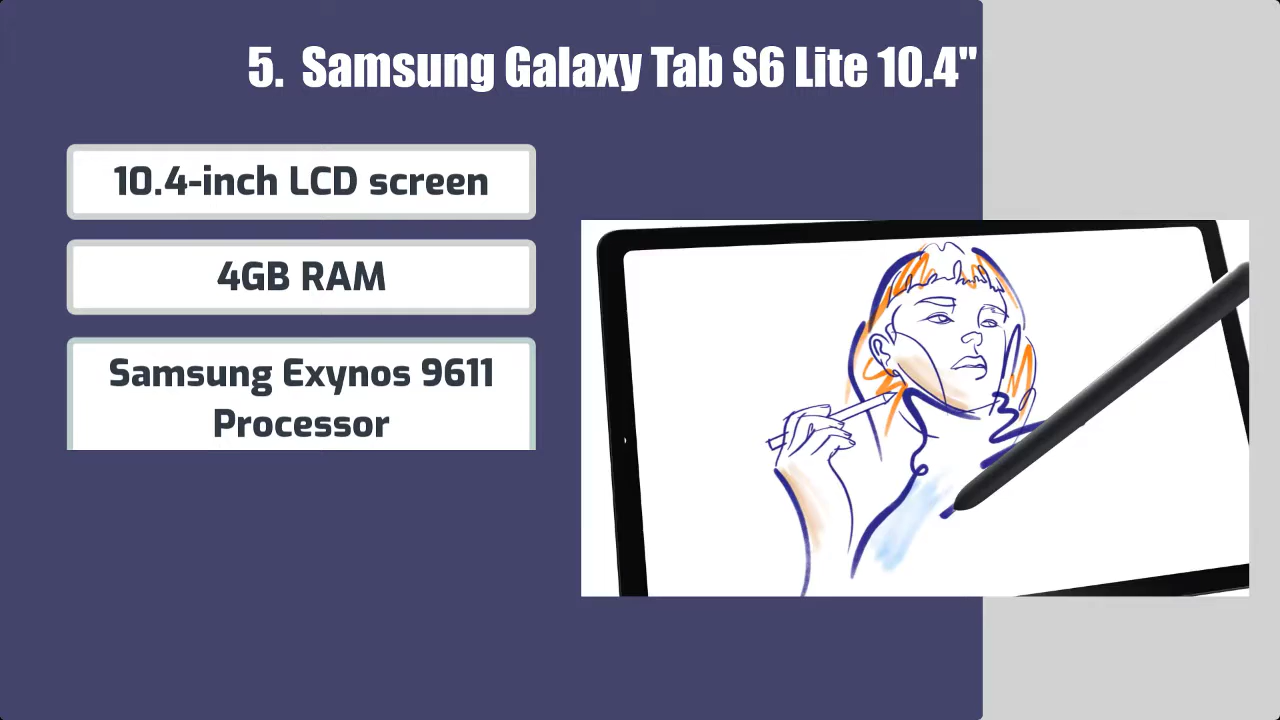 5. Samsung Galaxy Tab S6 Lite 10.4"
10.4-inch LCD screen
4GB RAM
Samsung Exynos 9611
Processor